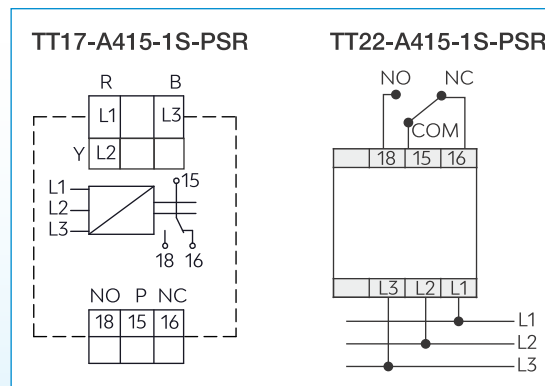 TT17-A415-1S-PSR
R B
L1 L3
Y L2
L1
L2
L3
15
18 16
NO P NC
18 15 16
TT22-A415-1S-PSR
NO NC
COM
18 15 16
L3 L2 L1
L1
L2
L3